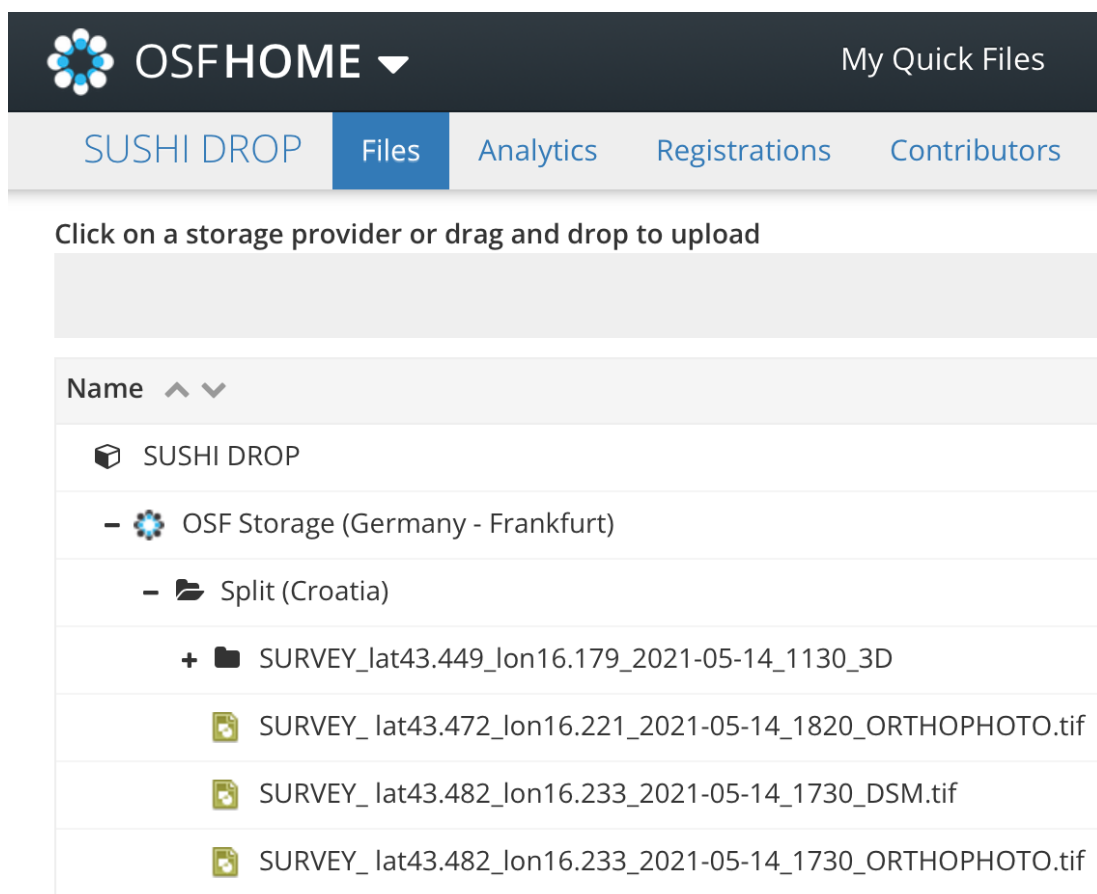 OSFHOME My Quick Files
SUSHI DROP Files Analytics Registrations Contributors
Click on a storage provider or drag and drop to upload
Name
SUSHI DROP
OSF Storage (Germany - Frankfurt)
Split (Croatia)
SURVEY_lat43.449_lon16.179_2021-05-14_1130_3D
SURVEY_ lat43.472_lon16.221_2021-05-14_1820_ORTHOPHOTO.tif
SURVEY_ lat43.482_lon16.233_2021-05-14_1730_DSM.tif
SURVEY_ lat43.482_lon16.233_2021-05-14_1730_ORTHOPHOTO.tif